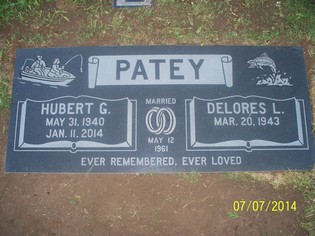 PATEY
HUBERT G.
MAY 31, 1940
JAN. 11, 2014
MARRIED
MAY 12
1961
DELORES L.
MAR. 20, 1943
EVER REMEMBERED, EVER LOVED
07/07/2014